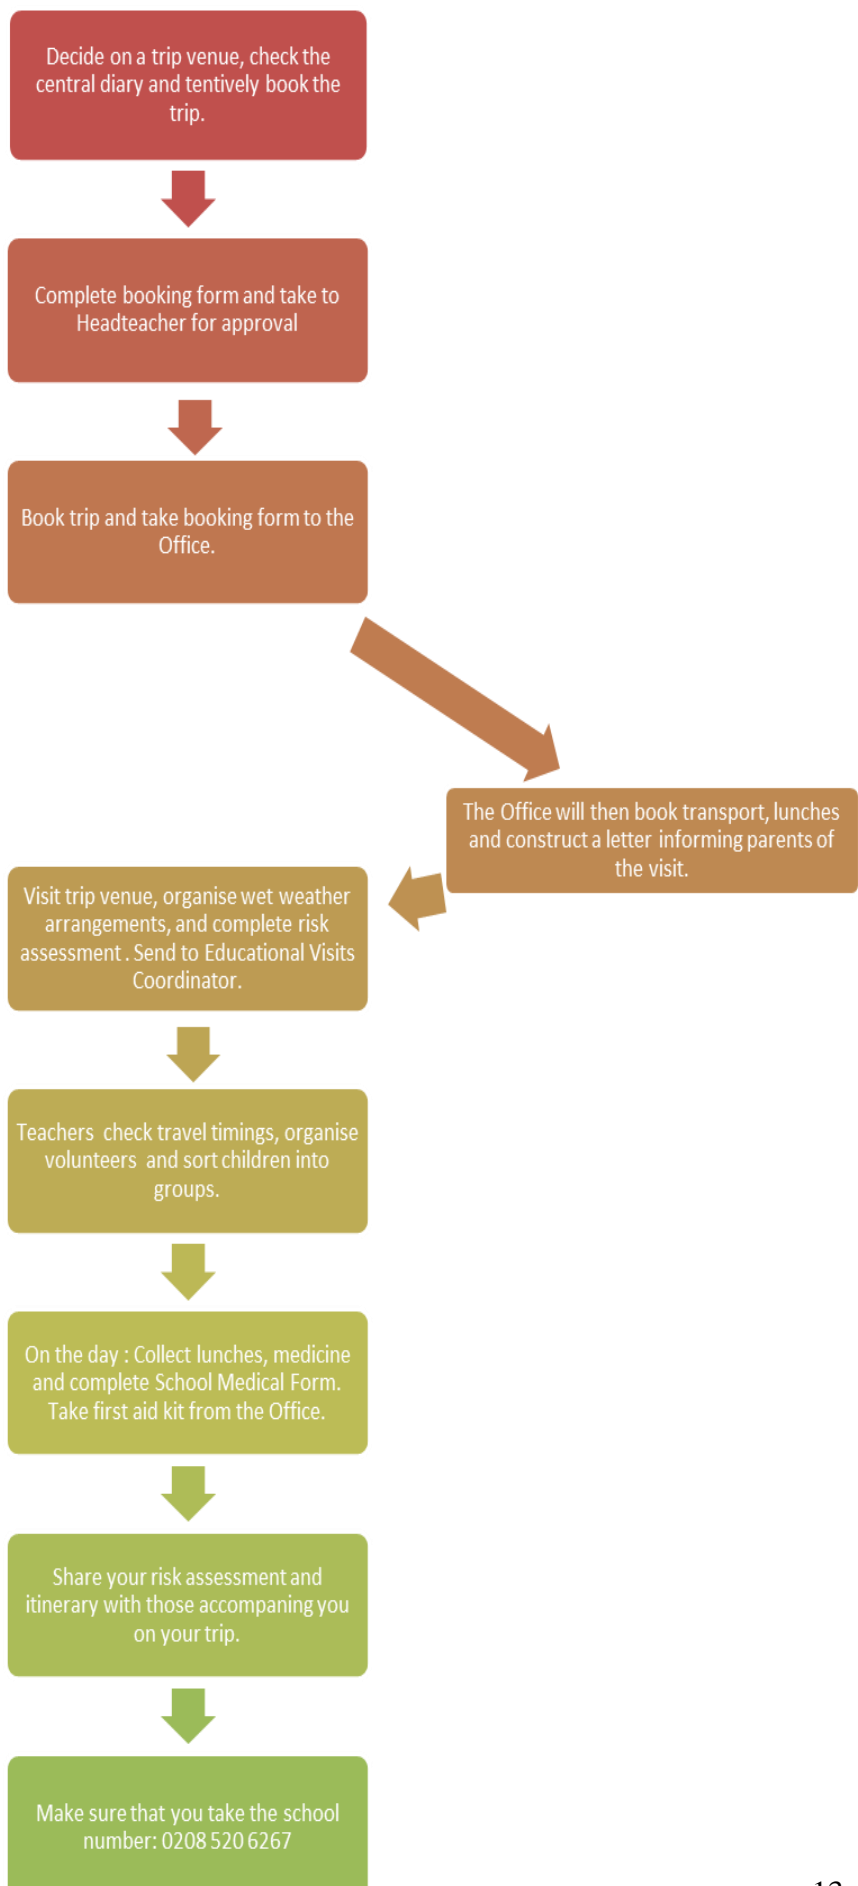 Decide on a trip venue, check the
central diary and tentively book the
trip.
Complete booking form and take to
Headteacher for approval
Book trip and take booking form to the
Office.
The Office will then book transport, lunches
and construct a letter informing parents of
the visit.
Visit trip venue, organise wet weather
arrangements, and complete risk
assessment. Send to Educational Visits
Coordinator.
Teachers check travel timings, organise
volunteers and sort children into
groups.
On the day : Collect lunches, medicine
and complete School Medical Form.
Take first aid kit from the Office.
Share your risk assessment and
itinerary with those accompaning you
on your trip.
Make sure that you take the school
number: 0208 520 6267